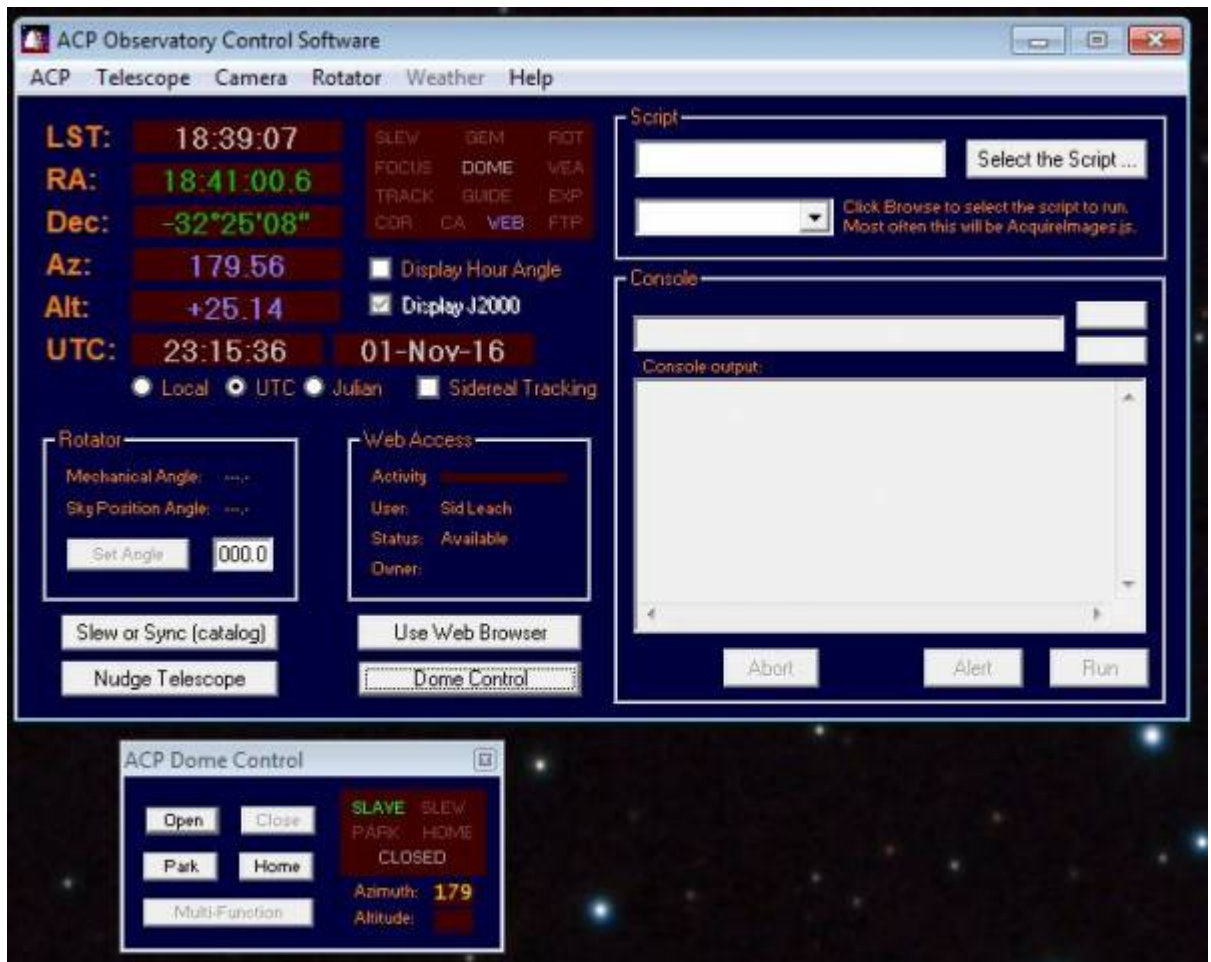 ACP Observatory Control Software
ACP Telescope Camera Rotator Weather Help
LST: 18:39:07
RA: 18:41:00.6
Dec: -32°25'08"
Az: 179.56
Alt: +25.14
UTC: 23:15:36 01-Nov-16
Local UTC Julian Sidereal Tracking
SLEW GEM ROT
FOCUS DOME WEA
TRACK GUIDE EXP
COR CA WEB FTP
Display Hour Angle
Display J2000
Script
Select the Script ...
Click Browse to select the script to run.
Most often this will be AcquireImages.js.
Console
Console output:
Abort Alert Run
Rotator
Mechanical Angle: ---.-
Sky Position Angle: ---.-
Set Angle 000.0
Web Access
Activity
User: Sid Leach
Status: Available
Owner:
Slew or Sync (catalog)
Use Web Browser
Nudge Telescope
Dome Control
ACP Dome Control
Open Close
Park Home
Multi-Function
SLAVE SLEW
PARK HOME
CLOSED
Azimuth: 179
Altitude: